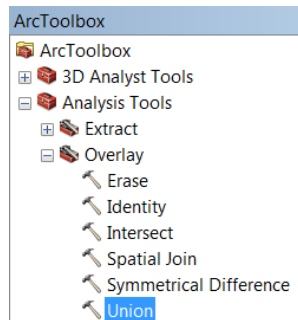 ArcToolbox
ArcToolbox
3D Analyst Tools
Analysis Tools
Extract
Overlay
Erase
Identity
Intersect
Spatial Join
Symmetrical Difference
Union